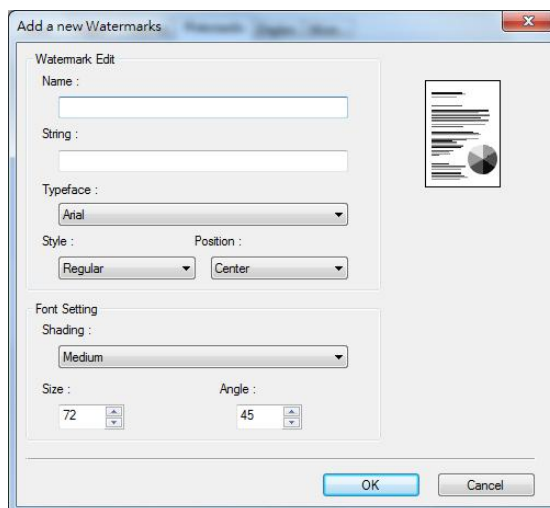 Add a new Watermarks
Watermark Edit
Name :
String :
Typeface :
Arial
Style : Position :
Regular Center
Font Setting
Shading :
Medium
Size : Angle :
72 45
OK Cancel